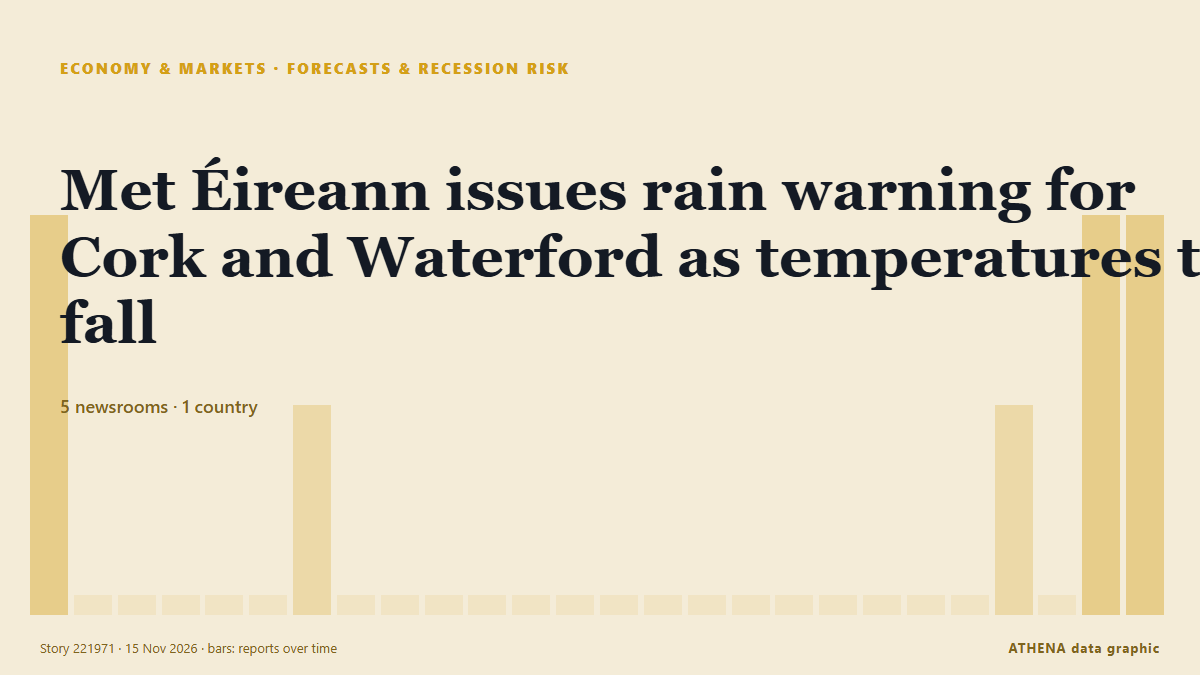 ECONOMY & MARKETS · FORECASTS & RECESSION RISK
Met Éireann issues rain warning for
Cork and Waterford as temperatures t
fall
5 newsrooms · 1 country
Story 221971 · 15 Nov 2026 · bars: reports over time
ATHENA data graphic